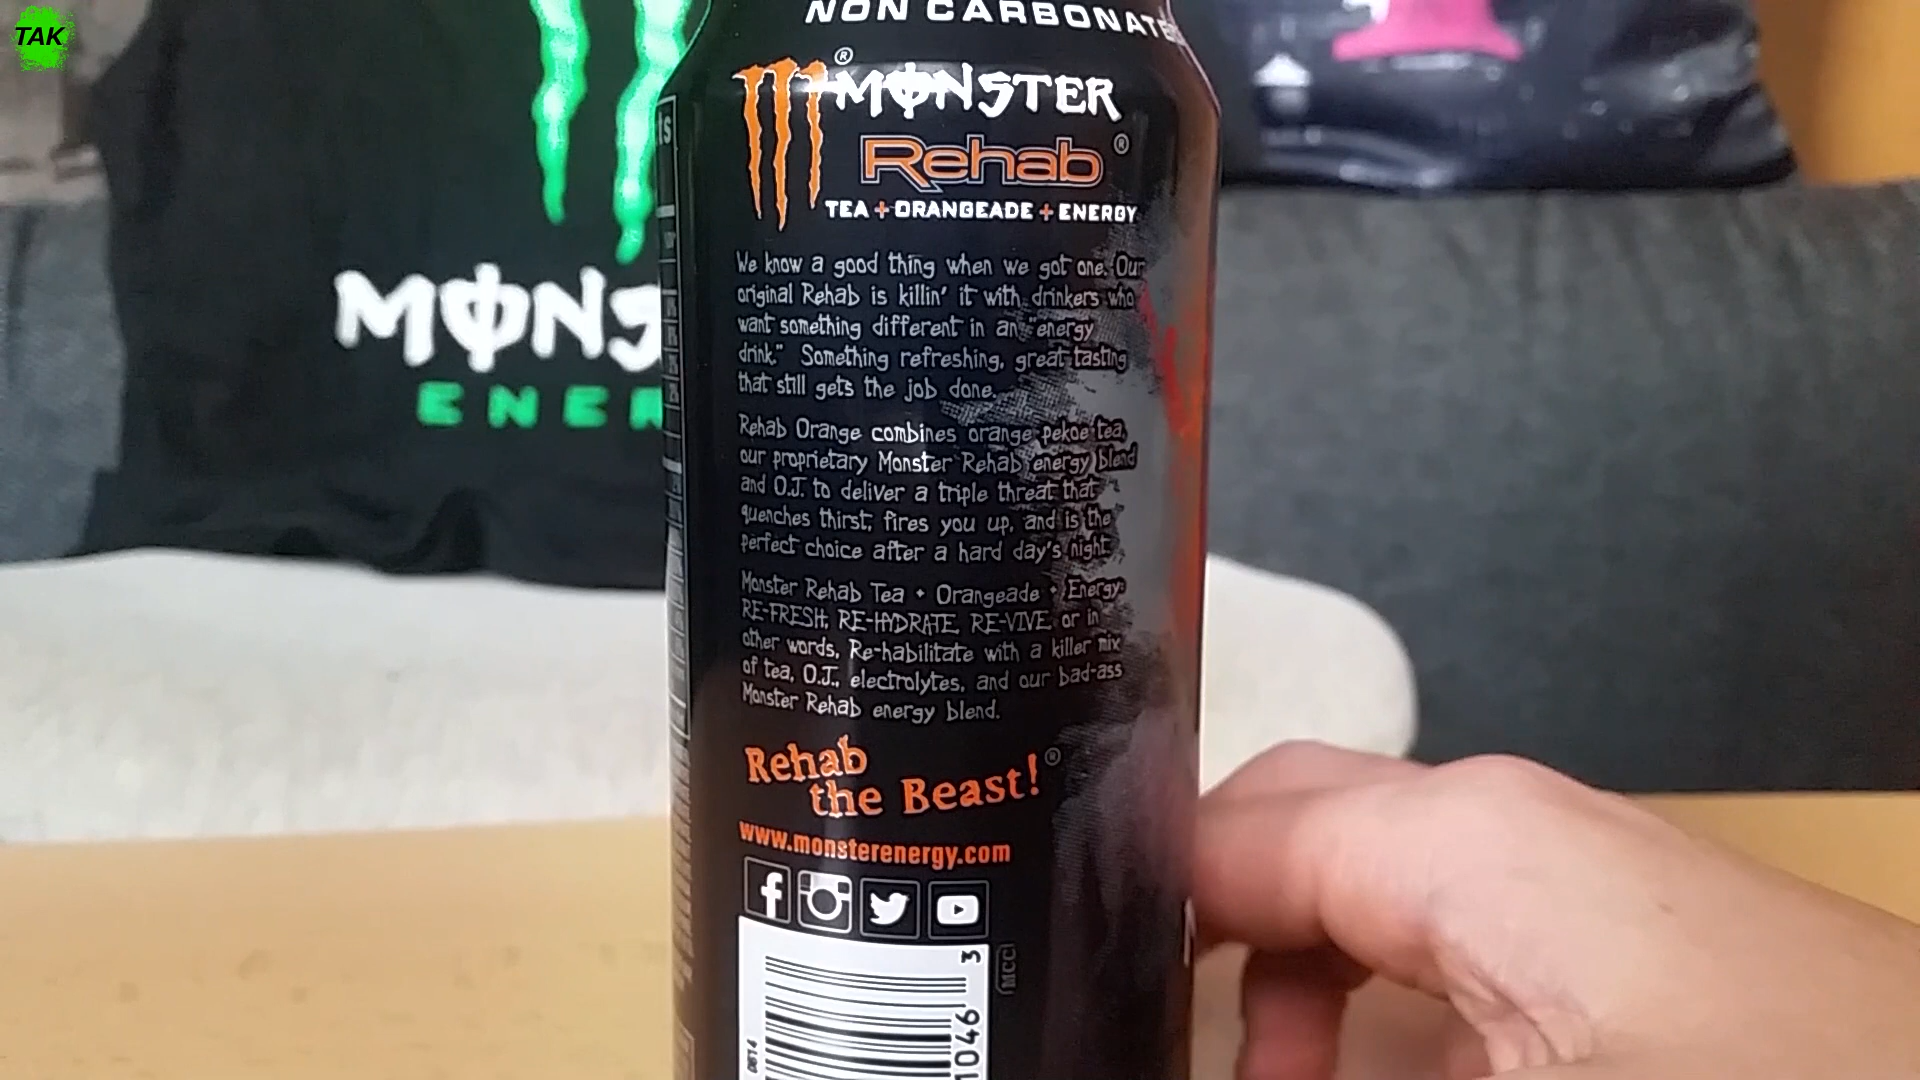 TAK
NON CARBONATE
MONSTER
Rehab
TEA + ORANGEADE + ENERGY
We know a good thing when we got one. Our
original Rehab is killin' it with drinkers who
want something different in an "energy
drink." Something refreshing, great tasting
that still gets the job done.
Rehab Orange combines orange pekoe tea,
our proprietary Monster Rehab energy blend
and O.J. to deliver a triple threat that
quenches thirst, fires you up, and is the
perfect choice after a hard day's night
Monster Rehab Tea + Orangeade + Energy:
RE-FRESH, RE-HYDRATE, RE-VIVE, or in
other words, Re-habilitate with a killer mix
of tea, O.J., electrolytes, and our bad-ass
Monster Rehab energy blend.
Rehab
the Beast!®
www.monsterenergy.com
MCC
0614
1046 3
MONS
ENER